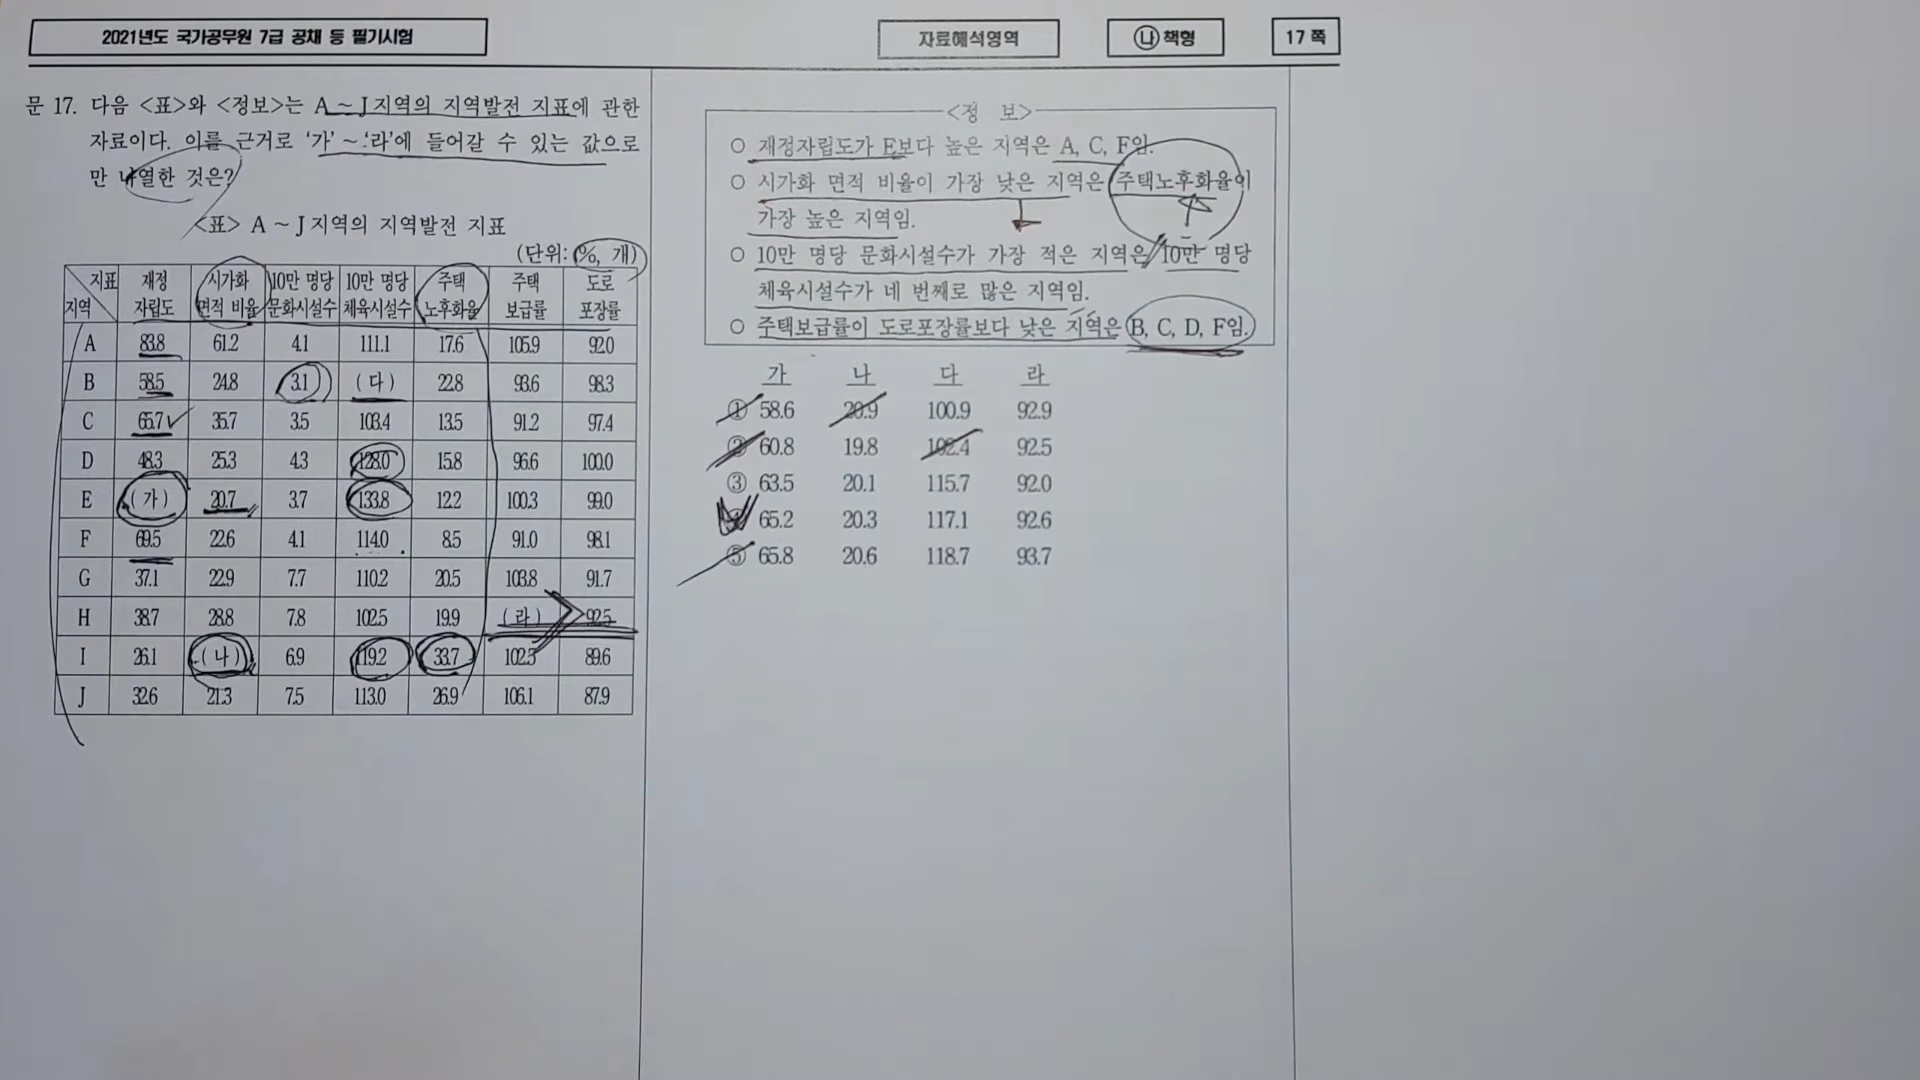 2021년도 국가공무원 7급 공채 등 필기시험
자료해석영역
나 책형
17 쪽
문 17. 다음 <표>와 <정보>는 A ~ J지역의 지역발전 지표에 관한
자료이다. 이를 근거로 '가' ~ '라'에 들어갈 수 있는 값으로
만 나열한 것은?
<표> A ~ J지역의 지역발전 지표
(단위: %, 개)
지표 재정 시가화 10만 명당 10만 명당 주택 주택 도로
지역 자립도 면적 비율 문화시설수 체육시설수 노후화율 보급률 포장률
A 83.8 61.2 4.1 111.1 17.6 105.9 92.0
B 58.5 24.8 3.1 (다) 22.8 93.6 98.3
C 65.7 35.7 3.5 103.4 13.5 91.2 97.4
D 48.3 25.3 4.3 128.0 15.8 96.6 100.0
E (가) 20.7 3.7 133.8 12.2 100.3 99.0
F 69.5 22.6 4.1 114.0 8.5 91.0 98.1
G 37.1 22.9 7.7 110.2 20.5 103.8 91.7
H 38.7 28.8 7.8 102.5 19.9 (라) 92.5
I 26.1 (나) 6.9 119.2 33.7 102.5 89.6
J 32.6 21.3 7.5 113.0 26.9 106.1 87.9
<정 보>
○ 재정자립도가 E보다 높은 지역은 A, C, F임.
○ 시가화 면적 비율이 가장 낮은 지역은 주택노후화율이
가장 높은 지역임.
○ 10만 명당 문화시설수가 가장 적은 지역은 10만 명당
체육시설수가 네 번째로 많은 지역임.
○ 주택보급률이 도로포장률보다 낮은 지역은 B, C, D, F임.
가 나 다 라
① 58.6 20.9 100.9 92.9
② 60.8 19.8 102.4 92.5
③ 63.5 20.1 115.7 92.0
④ 65.2 20.3 117.1 92.6
⑤ 65.8 20.6 118.7 93.7